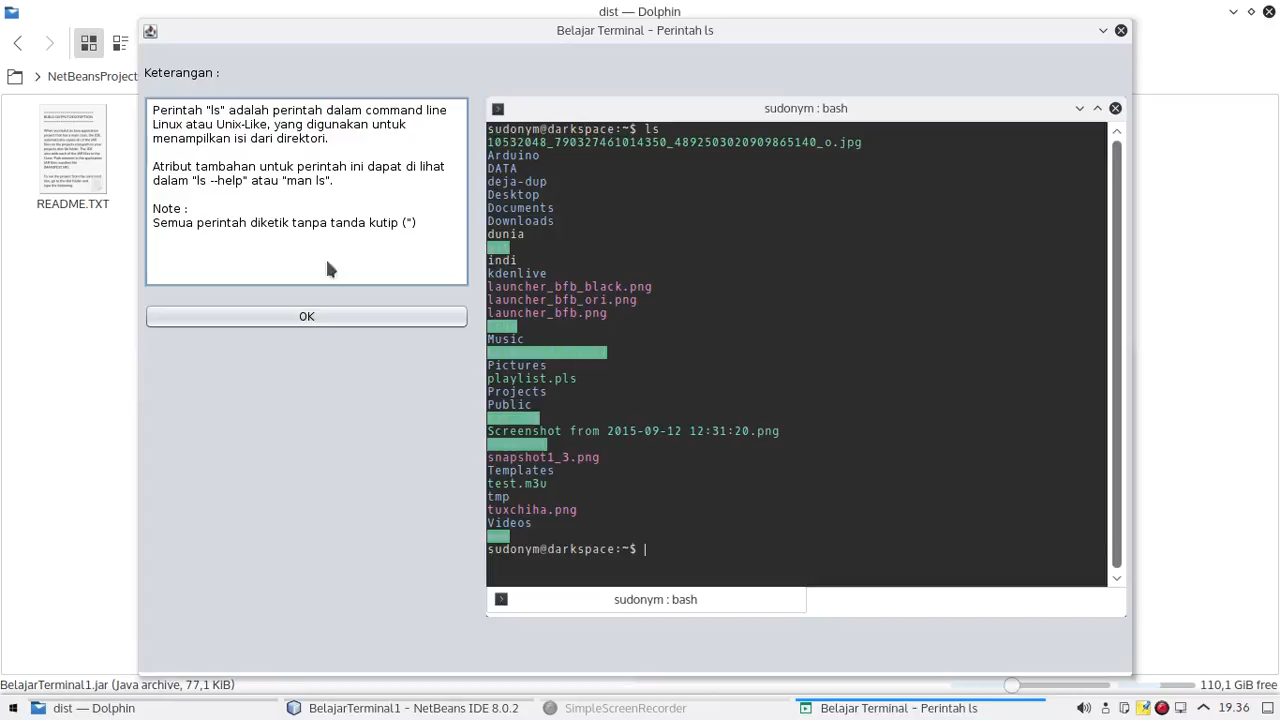 dist — Dolphin
Belajar Terminal - Perintah ls
NetBeansProject
Keterangan :
Perintah "ls" adalah perintah dalam command line
Linux atau Unix-Like, yang digunakan untuk
menampilkan isi dari direktori.
Atribut tambahan untuk perintah ini dapat di lihat
dalam "ls --help" atau "man ls".
Note :
Semua perintah diketik tanpa tanda kutip (")
OK
README.TXT
sudonym : bash
sudonym@darkspace:~$ ls
10532048_790327461014350_4892503020709865140_o.jpg
Arduino
DATA
deja-dup
Desktop
Documents
Downloads
dunia
indi
kdenlive
launcher_bfb_black.png
launcher_bfb_ori.png
launcher_bfb.png
Music
Pictures
playlist.pls
Projects
Public
Screenshot from 2015-09-12 12:31:20.png
snapshot1_3.png
Templates
test.m3u
tmp
tuxchiha.png
Videos
sudonym@darkspace:~$
sudonym : bash
BelajarTerminal1.jar (Java archive, 77,1 KiB)
110,1 GiB free
dist — Dolphin
BelajarTerminal1 - NetBeans IDE 8.0.2
SimpleScreenRecorder
Belajar Terminal - Perintah ls
19.36